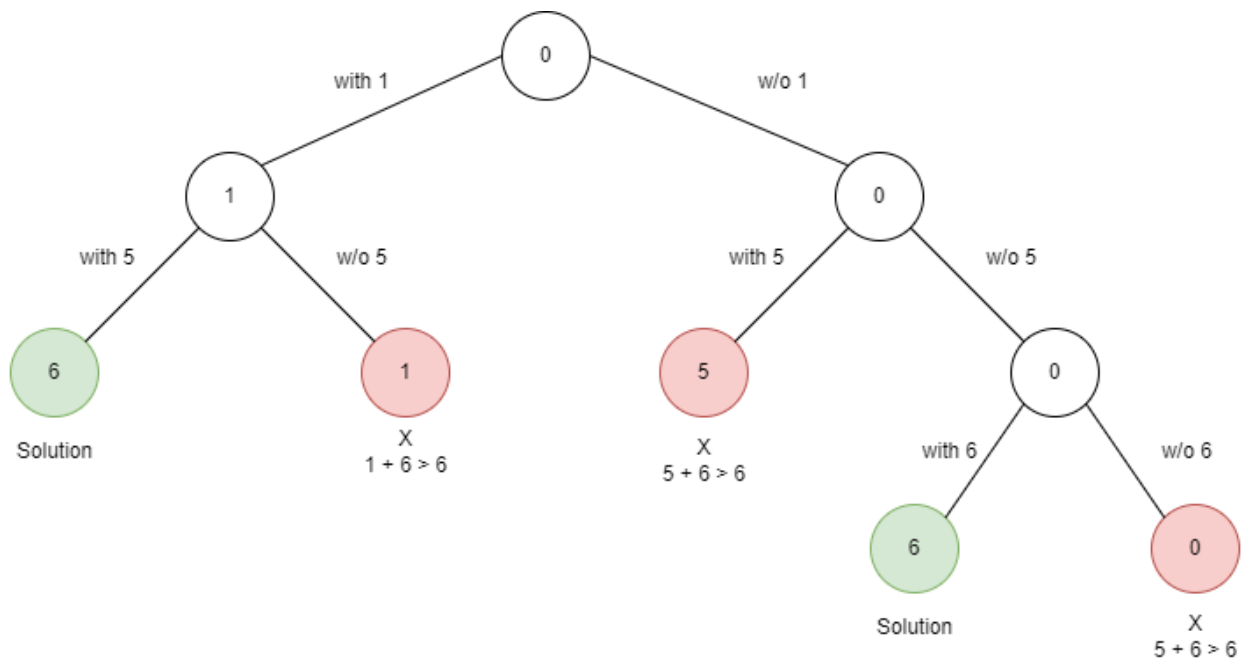 0
with 1
w/o 1
1
0
with 5
w/o 5
with 5
w/o 5
6
1
5
0
Solution
X
1 + 6 > 6
X
5 + 6 > 6
with 6
w/o 6
6
0
Solution
X
5 + 6 > 6